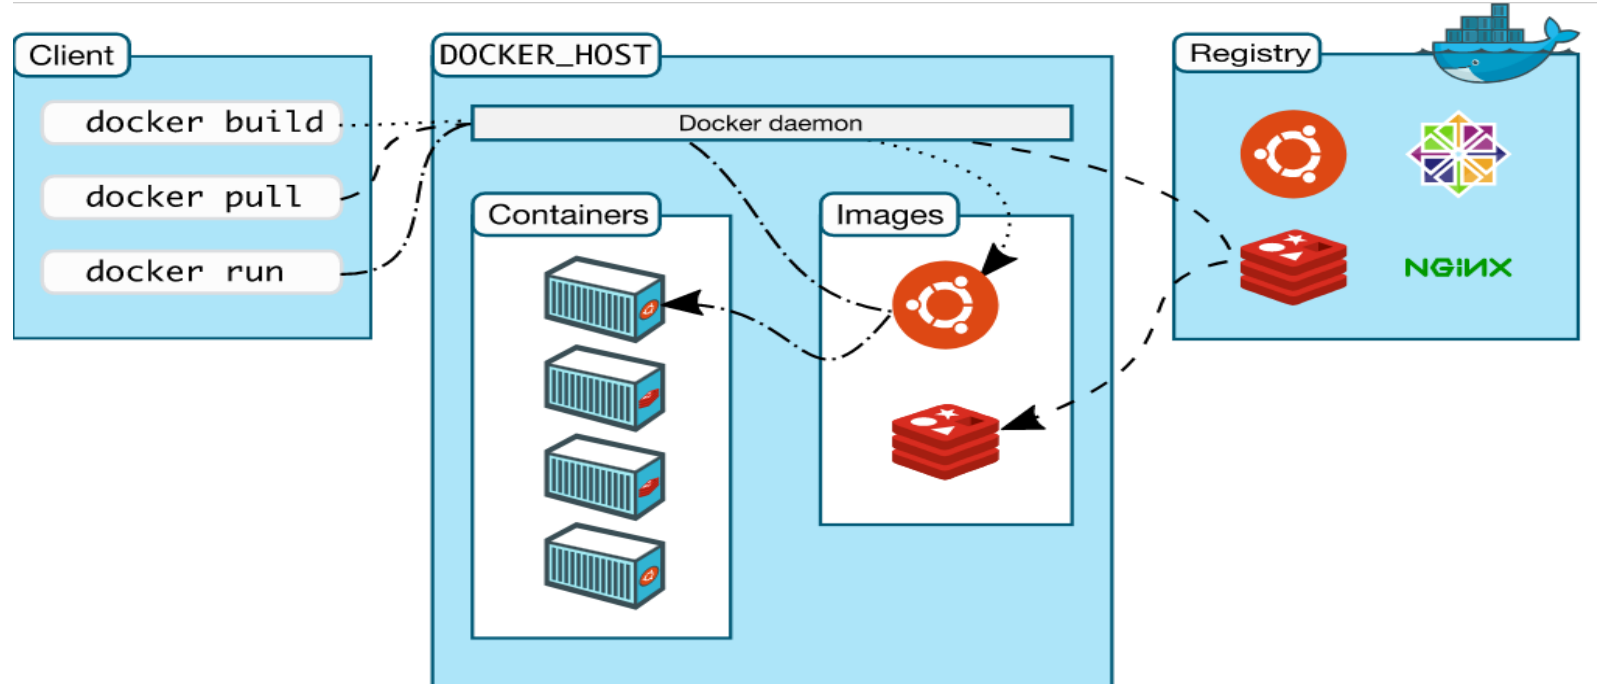 Client
docker build
docker pull
docker run
DOCKER_HOST
Docker daemon
Containers
Images
Registry
NGINX